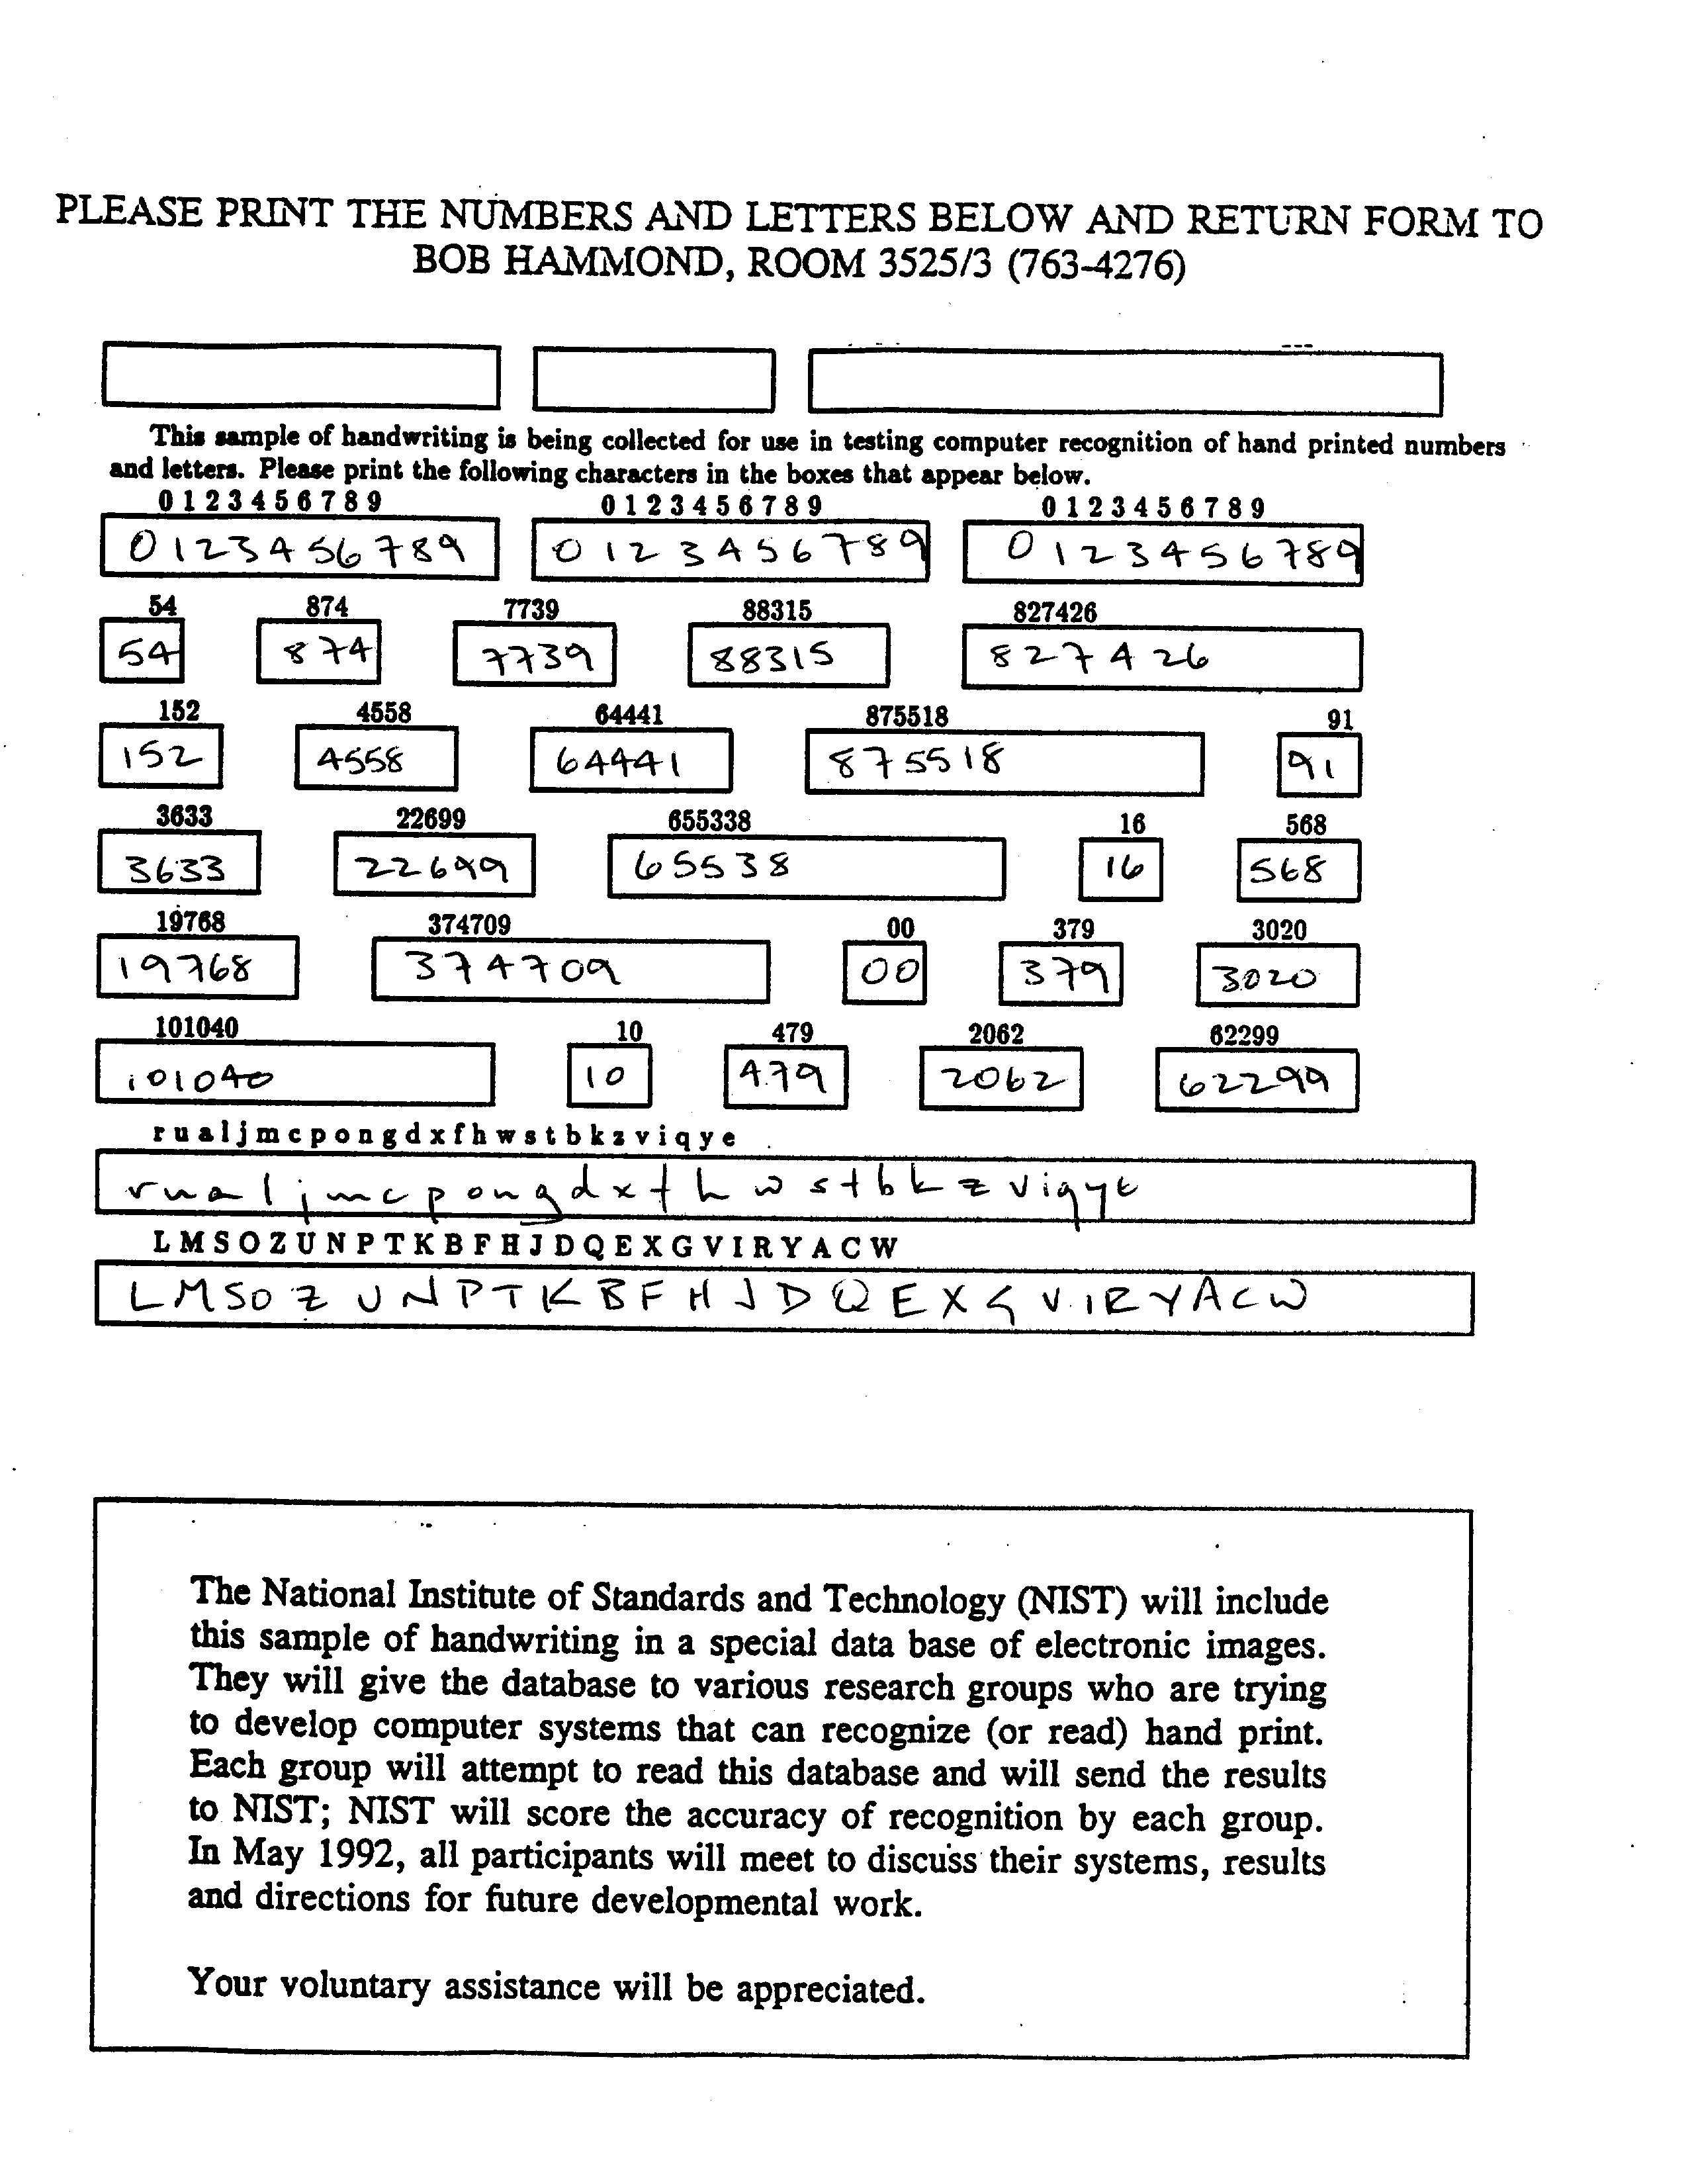 PLEASE PRINT THE NUMBERS AND LETTERS BELOW AND RETURN FORM TO
BOB HAMMOND, ROOM 3525/3 (763-4276)
This sample of handwriting is being collected for use in testing computer recognition of hand printed numbers
and letters. Please print the following characters in the boxes that appear below.
0 1 2 3 4 5 6 7 8 9 0 1 2 3 4 5 6 7 8 9 0 1 2 3 4 5 6 7 8 9
0123456789 0123456789 0123456789
54 874 7739 88315 827426
54 874 7739 88315 827426
152 4558 64441 875518 91
152 4558 64441 875518 91
3633 22699 655338 16 568
3633 22699 65538 16 568
19768 374709 00 379 3020
19768 374709 00 379 3020
101040 10 479 2062 62299
101040 10 479 2062 62299
r u a l j m c p o n g d x f h w s t b k z v i q y e
r u a l j m c p o n g d x f h w s t b k z v i q y e
L M S O Z U N P T K B F H J D Q E X G V I R Y A C W
L M S O Z U N P T K B F H J D Q E X G V I R Y A C W
The National Institute of Standards and Technology (NIST) will include
this sample of handwriting in a special data base of electronic images.
They will give the database to various research groups who are trying
to develop computer systems that can recognize (or read) hand print.
Each group will attempt to read this database and will send the results
to NIST; NIST will score the accuracy of recognition by each group.
In May 1992, all participants will meet to discuss their systems, results
and directions for future developmental work.
Your voluntary assistance will be appreciated.